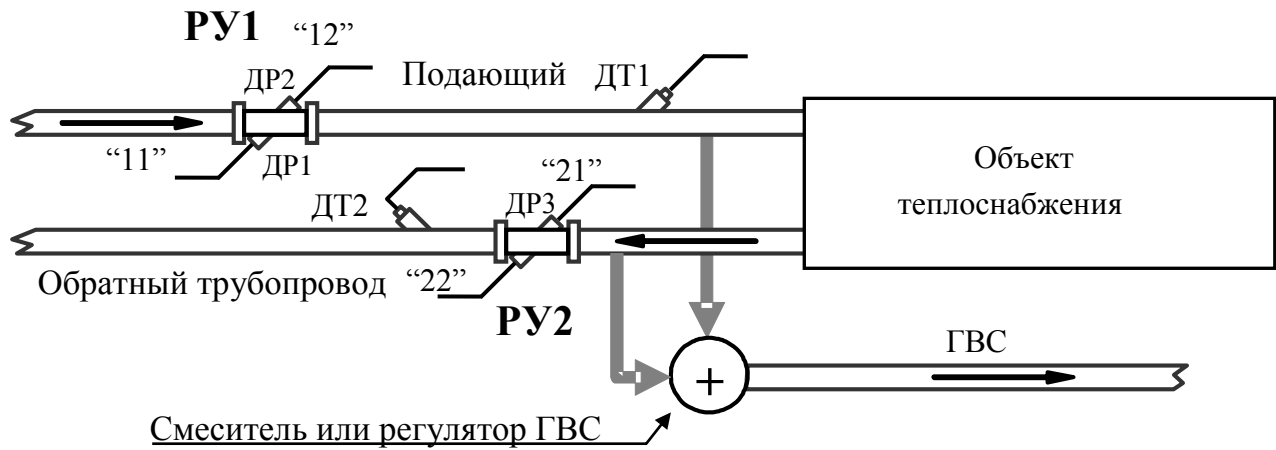 РУ1 “12”
ДР2 Подающий ДТ1
“11” ДР1
Объект
теплоснабжения
ДТ2 ДР3 “21”
Обратный трубопровод “22”
РУ2
ГВС
+
Смеситель или регулятор ГВС